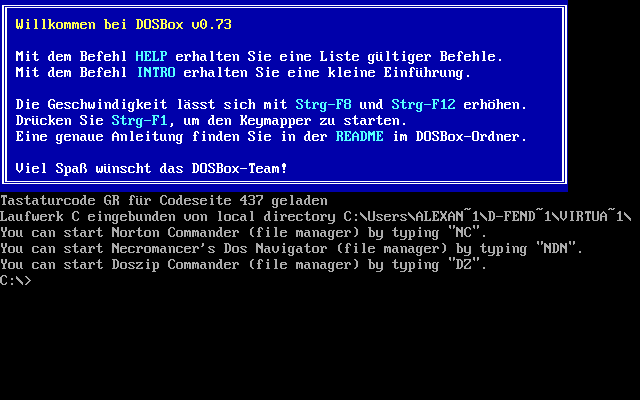 Willkommen bei DOSBox v0.73
Mit dem Befehl HELP erhalten Sie eine Liste gültiger Befehle.
Mit dem Befehl INTRO erhalten Sie eine kleine Einführung.
Die Geschwindigkeit lässt sich mit Strg-F8 und Strg-F12 erhöhen.
Drücken Sie Strg-F1, um den Keymapper zu starten.
Eine genaue Anleitung finden Sie in der README im DOSBox-Ordner.
Viel Spaß wünscht das DOSBox-Team!
Tastaturcode GR für Codeseite 437 geladen
Laufwerk C eingebunden von local directory C:\Users\ALEXAN~1\D-FEND~1\VIRTUA~1\
You can start Norton Commander (file manager) by typing "NC".
You can start Necromancer's Dos Navigator (file manager) by typing "NDN".
You can start Doszip Commander (file manager) by typing "DZ".
C:\>